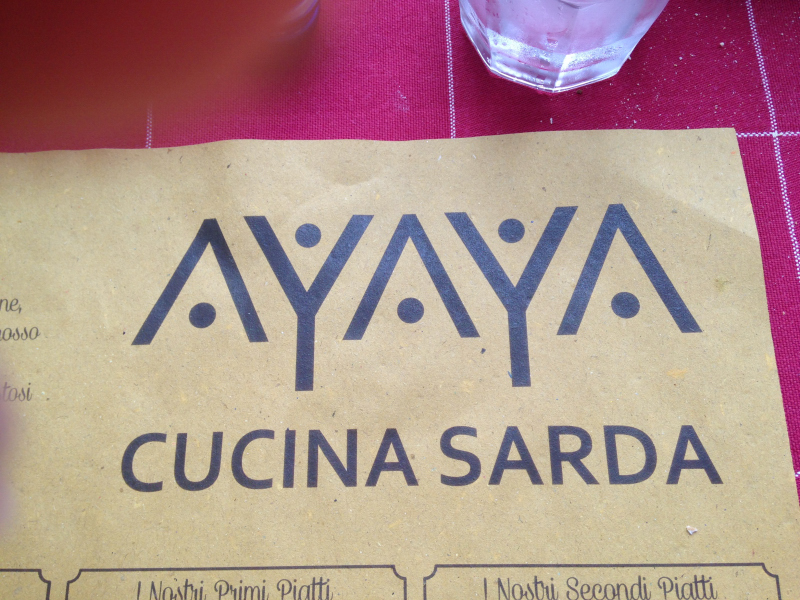 AYAYA
CUCINA SARDA
I Nostri Primi Piatti
I Nostri Secondi Piatti